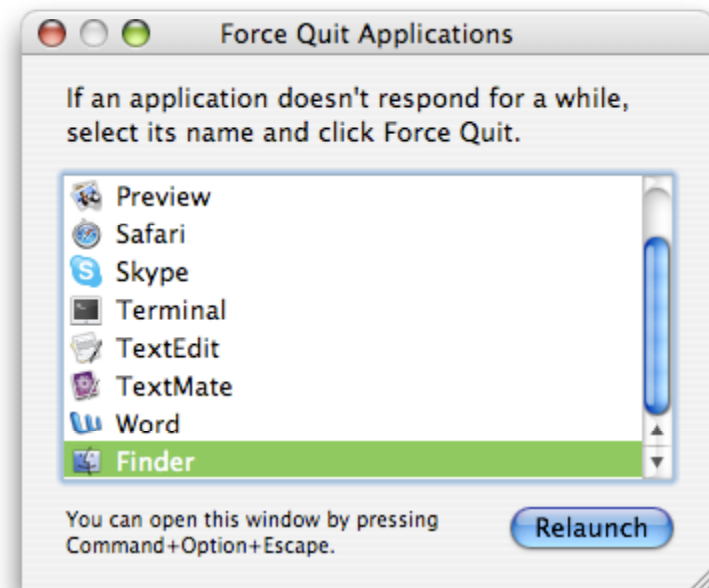 Force Quit Applications
If an application doesn't respond for a while,
select its name and click Force Quit.
Preview
Safari
Skype
Terminal
TextEdit
TextMate
Word
Finder
You can open this window by pressing
Command+Option+Escape.
Relaunch